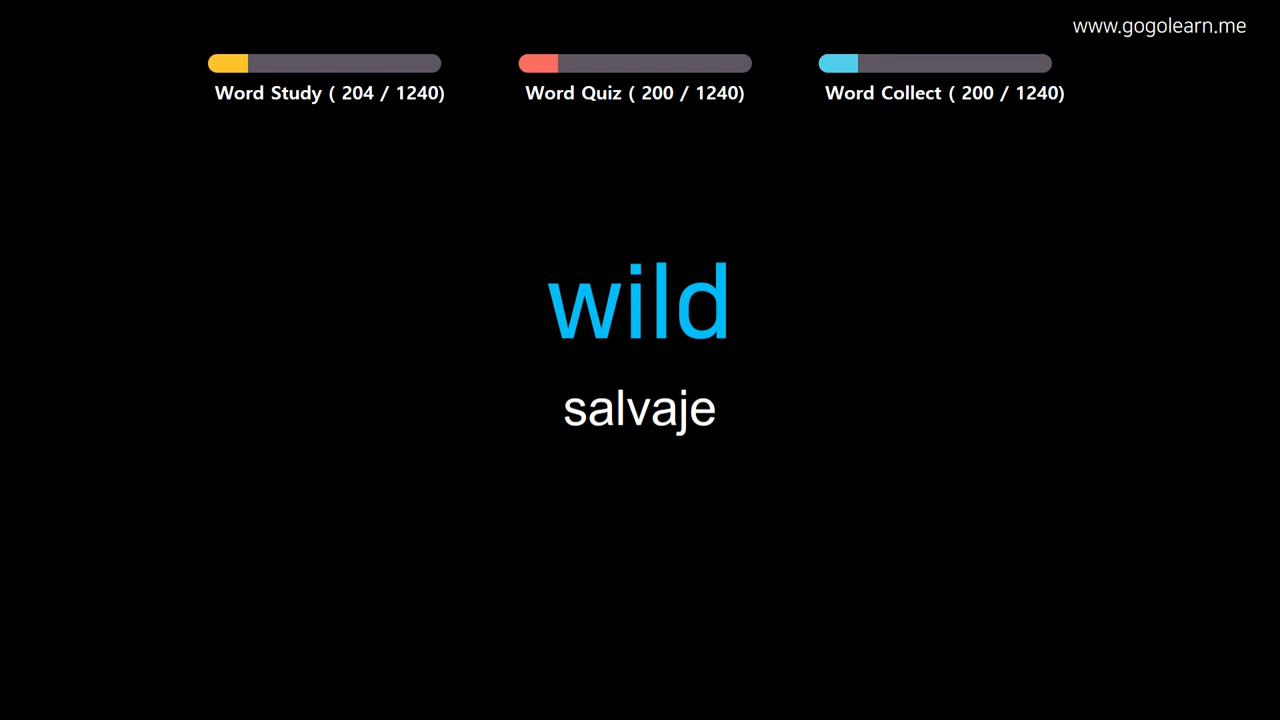 www.gogolearn.me
Word Study ( 204 / 1240)
Word Quiz ( 200 / 1240)
Word Collect ( 200 / 1240)
wild
salvaje